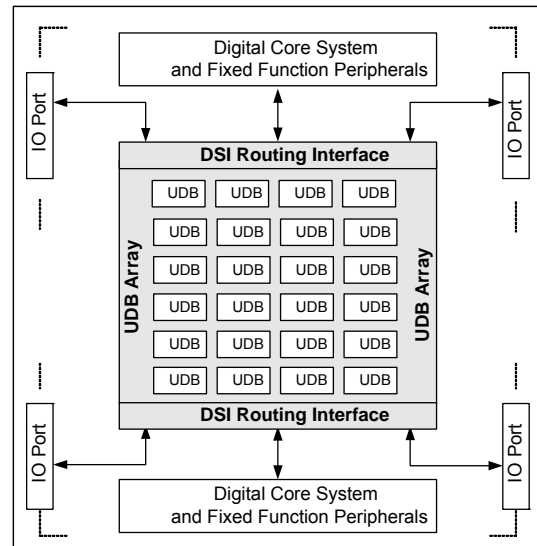 Digital Core System
and Fixed Function Peripherals
IO Port
IO Port
DSI Routing Interface
UDB UDB UDB UDB
UDB UDB UDB UDB
UDB UDB UDB UDB
UDB UDB UDB UDB
UDB UDB UDB UDB
UDB UDB UDB UDB
UDB Array
UDB Array
DSI Routing Interface
IO Port
IO Port
Digital Core System
and Fixed Function Peripherals